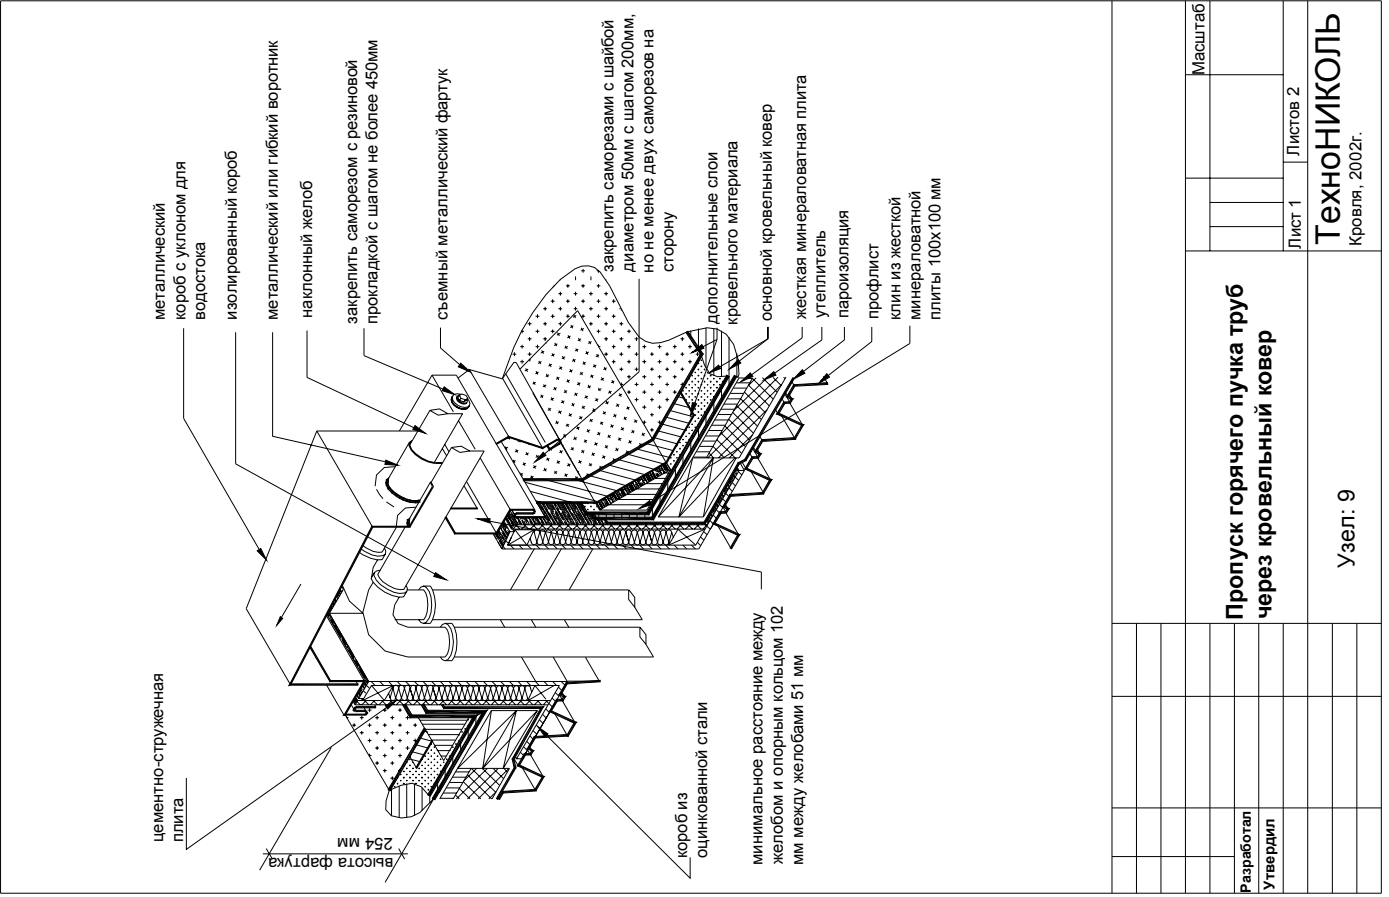 металлический
короб с уклоном для
водостока
изолированный короб
металлический или гибкий воротник
наклонный желоб
закрепить саморезом с резиновой
прокладкой с шагом не более 450мм
съемный металлический фартук
закрепить саморезами с шайбой
диаметром 50мм с шагом 200мм,
но не менее двух саморезов на
сторону
дополнительные слои
кровельного материала
основной кровельный ковер
жесткая минераловатная плита
утеплитель
пароизоляция
профлист
клин из жесткой
минераловатной
плиты 100х100 мм
цементно-стружечная
плита
высота фартука
254 мм
короб из
оцинкованной стали
минимальное расстояние между
желобом и опорным кольцом 102
мм между желобами 51 мм
Масштаб
Лист 1
Листов 2
ТехноНИКОЛЬ
Кровля, 2002г.
Пропуск горячего пучка труб
через кровельный ковер
Узел: 9
Разработал
Утвердил